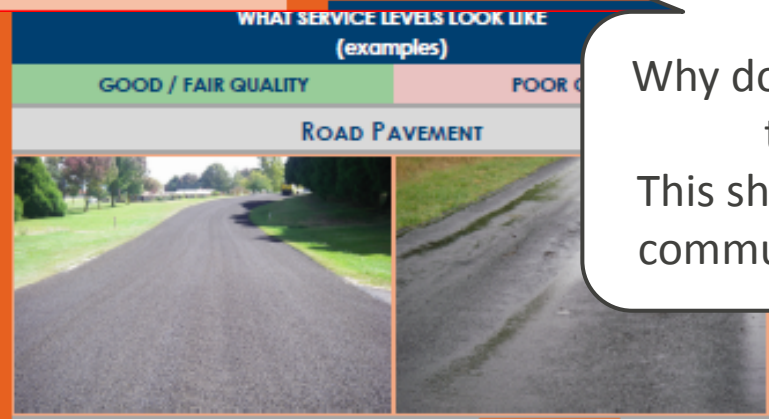 WHAT SERVICE LEVELS LOOK LIKE
(examples)
GOOD / FAIR QUALITY
POOR
ROAD PAVEMENT
Why do
This sh
commu